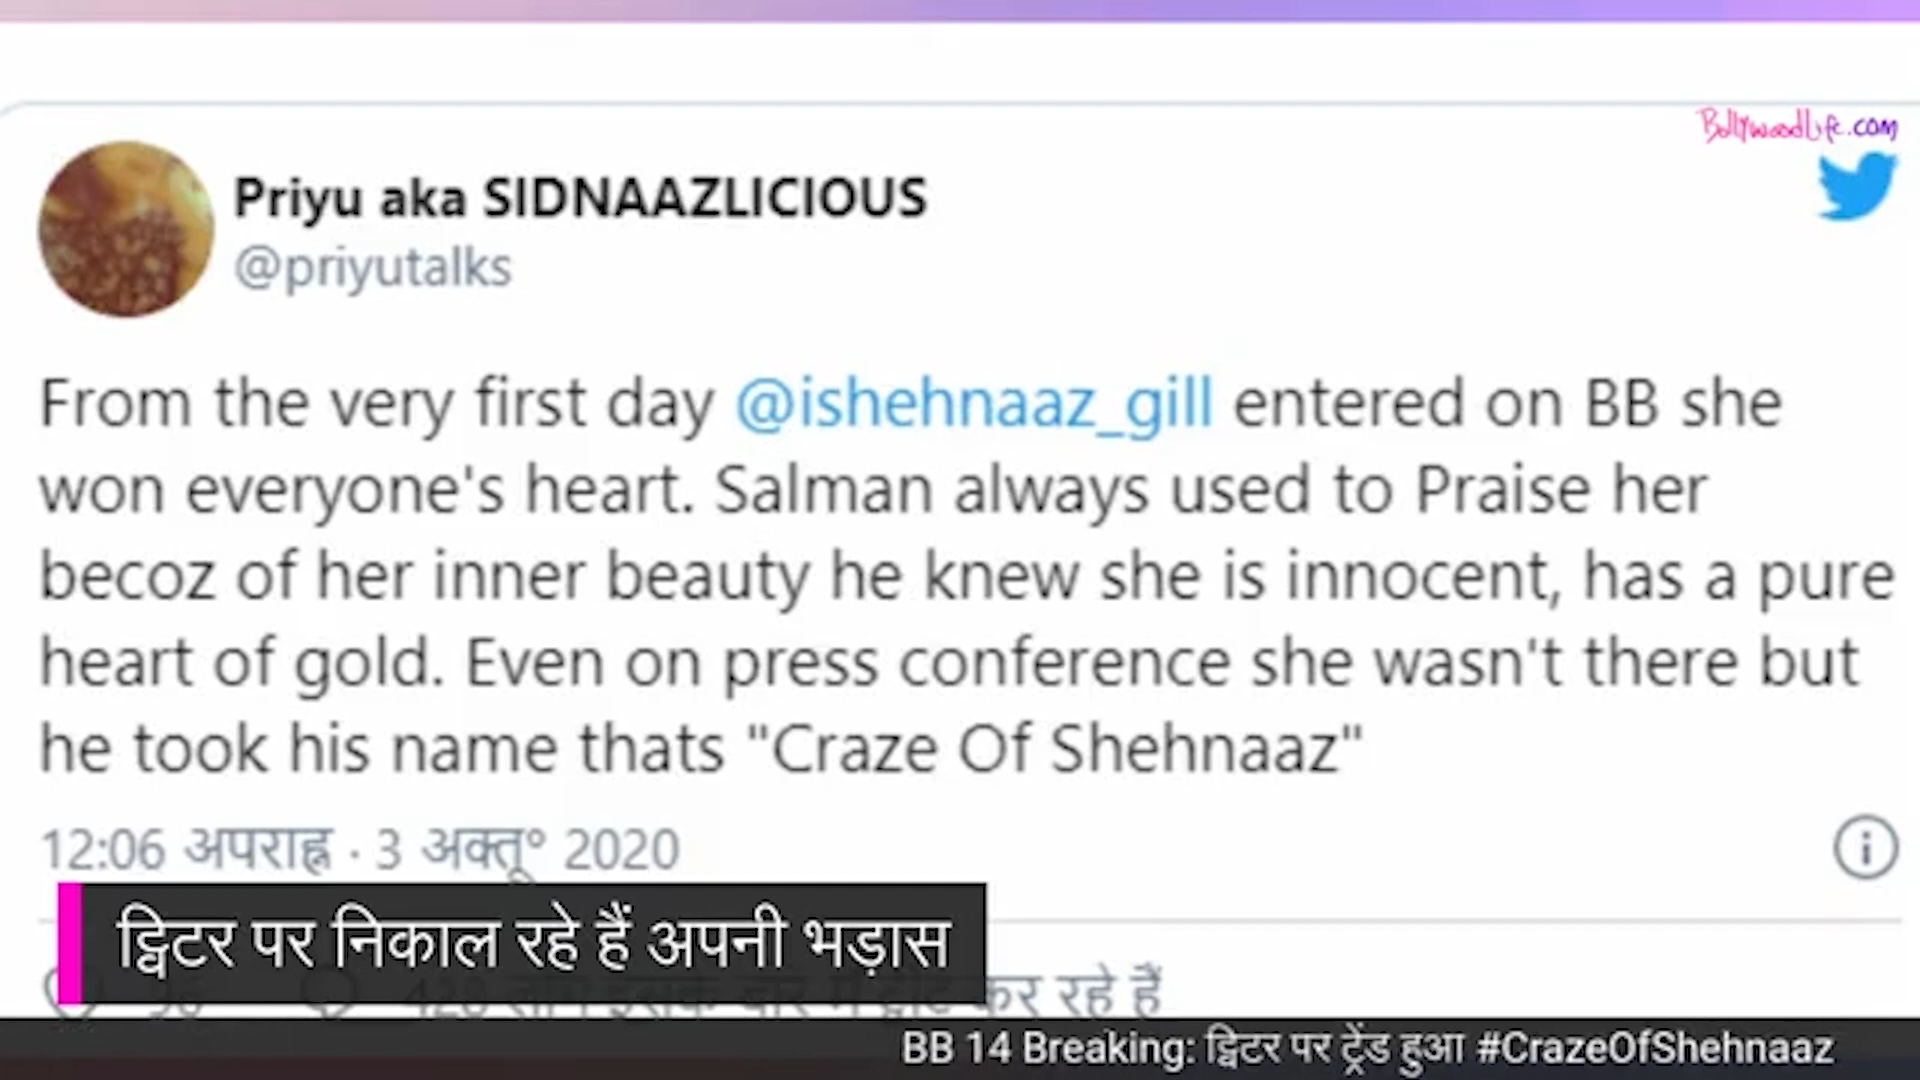 BollywoodLife.com
Priyu aka SIDNAAZLICIOUS
@priyutalks
From the very first day @ishehnaaz_gill entered on BB she
won everyone's heart. Salman always used to Praise her
becoz of her inner beauty he knew she is innocent, has a pure
heart of gold. Even on press conference she wasn't there but
he took his name thats "Craze Of Shehnaaz"
12:06 अपराह्न · 3 अक्तू॰ 2020
ट्विटर पर निकाल रहे हैं अपनी भड़ास
कर रहे हैं
BB 14 Breaking: ट्विटर पर ट्रेंड हुआ #CrazeOfShehnaaz